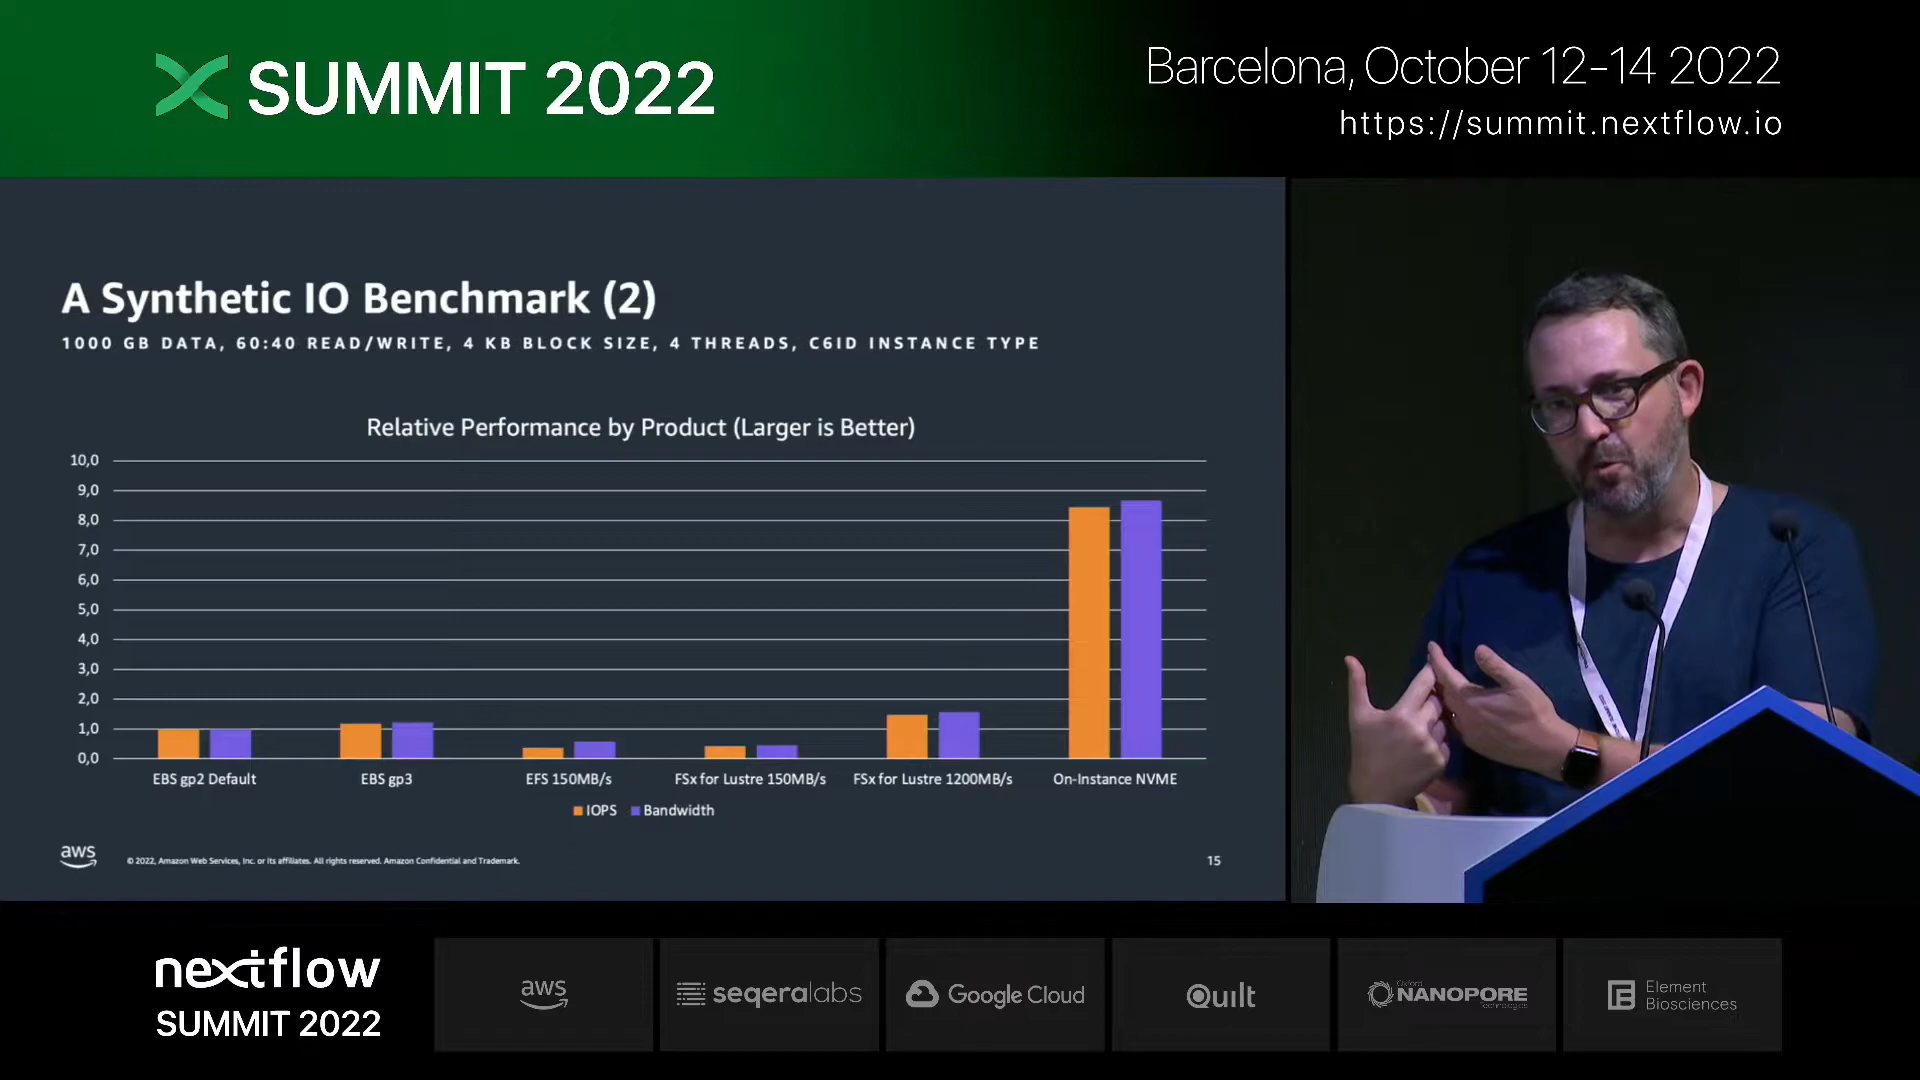 SUMMIT 2022
Barcelona, October 12-14 2022
https://summit.nextflow.io
A Synthetic IO Benchmark (2)
1000 GB DATA, 60:40 READ/WRITE, 4 KB BLOCK SIZE, 4 THREADS, C6ID INSTANCE TYPE
Relative Performance by Product (Larger is Better)
10,0
9,0
8,0
7,0
6,0
5,0
4,0
3,0
2,0
1,0
0,0
EBS gp2 Default EBS gp3 EFS 150MB/s FSx for Lustre 150MB/s FSx for Lustre 1200MB/s On-Instance NVME
IOPS Bandwidth
aws
© 2022, Amazon Web Services, Inc. or its affiliates. All rights reserved. Amazon Confidential and Trademark.
15
nextflow
SUMMIT 2022
aws
seqeralabs
Google Cloud
Quilt
Oxford
NANOPORE
Technologies
Element
Biosciences